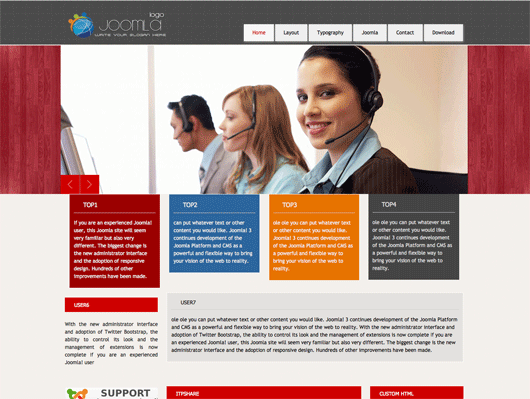 logo
JOOMLA
WRITE YOUR SLOGAN HERE
Home Layout Typography Joomla Contact Download
TOP1
If you are an experienced Joomla!
user, this Joomla site will seem
very familiar but also very
different. The biggest change is
the new administrator interface
and the adoption of responsive
design. Hundreds of other
improvements have been made.
TOP2
can put whatever text or other
content you would like. Joomla! 3
continues development of the
Joomla Platform and CMS as a
powerful and flexible way to bring
your vision of the web to reality.
TOP3
ole ole you can put whatever text
or other content you would like.
Joomla! 3 continues development
of the Joomla Platform and CMS as
a powerful and flexible way to
bring your vision of the web to
reality.
TOP4
ole ole you can put whatever text
or other content you would like.
Joomla! 3 continues development
of the Joomla Platform and CMS as
a powerful and flexible way to
bring your vision of the web to
reality.
USER6
With the new administrator interface
and adoption of Twitter Bootstrap, the
ability to control its look and the
management of extensions is now
complete if you are an experienced
Joomla! user
USER7
ole ole you can put whatever text or other content you would like. Joomla! 3 continues development of the Joomla Platform
and CMS as a powerful and flexible way to bring your vision of the web to reality. With the new administrator interface and
adoption of Twitter Bootstrap, the ability to control its look and the management of extensions is now complete if you are
an experienced Joomla! user, this Joomla site will seem very familiar but also very different. The biggest change is the new
administrator interface and the adoption of responsive design. Hundreds of other improvements have been made.
SUPPORT
ITPSHARE
CUSTOM HTML